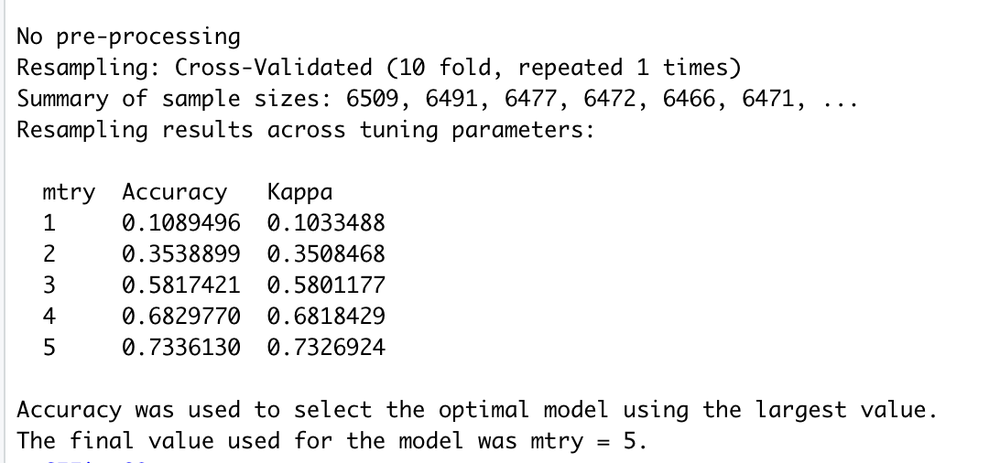 No pre-processing
Resampling: Cross-Validated (10 fold, repeated 1 times)
Summary of sample sizes: 6509, 6491, 6477, 6472, 6466, 6471, ...
Resampling results across tuning parameters:
mtry Accuracy Kappa
1 0.1089496 0.1033488
2 0.3538899 0.3508468
3 0.5817421 0.5801177
4 0.6829770 0.6818429
5 0.7336130 0.7326924
Accuracy was used to select the optimal model using the largest value.
The final value used for the model was mtry = 5.